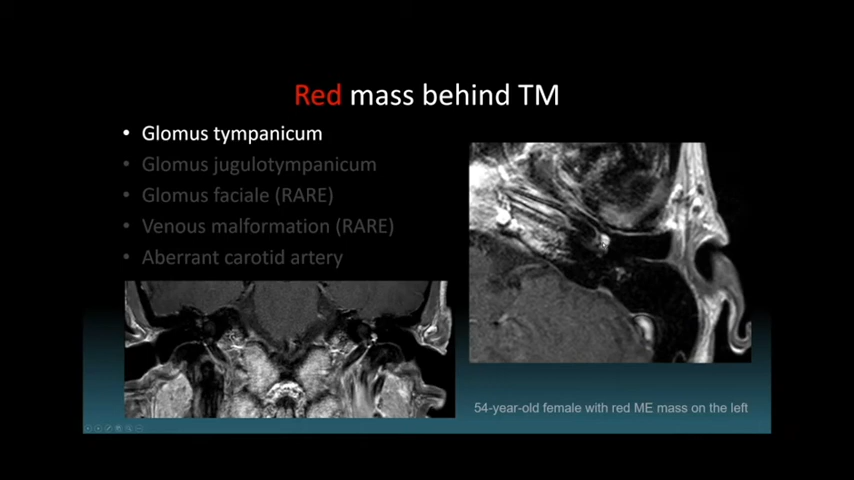 Red mass behind TM
• Glomus tympanicum
• Glomus jugulotympanicum
• Glomus faciale (RARE)
• Venous malformation (RARE)
• Aberrant carotid artery
54-year-old female with red ME mass on the left